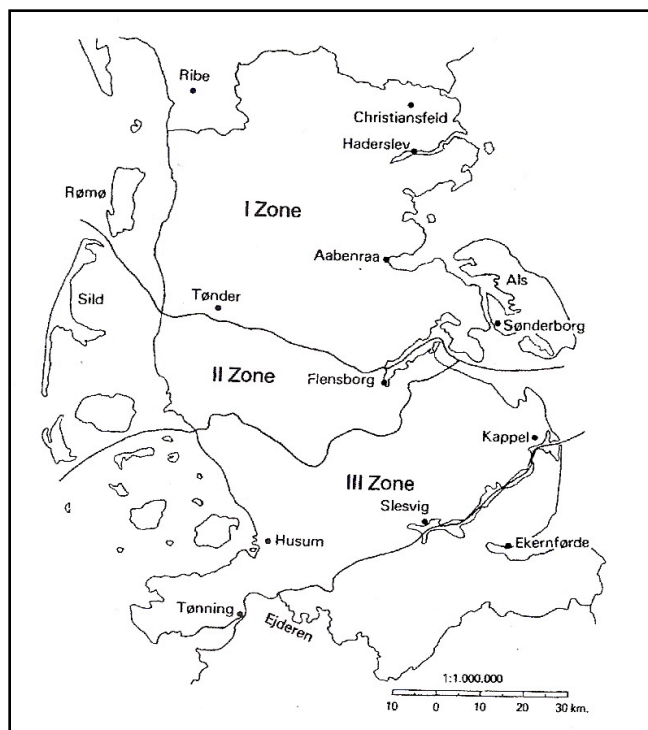 Ribe
Christiansfeld
Haderslev
Rømø
I Zone
Aabenraa
Als
Sild
Tønder
Sønderborg
II Zone
Flensborg
Kappel
III Zone
Slesvig
Husum
Ekernførde
Tønning
Ejderen
1:1.000.000
10 0 10 20 30 km.